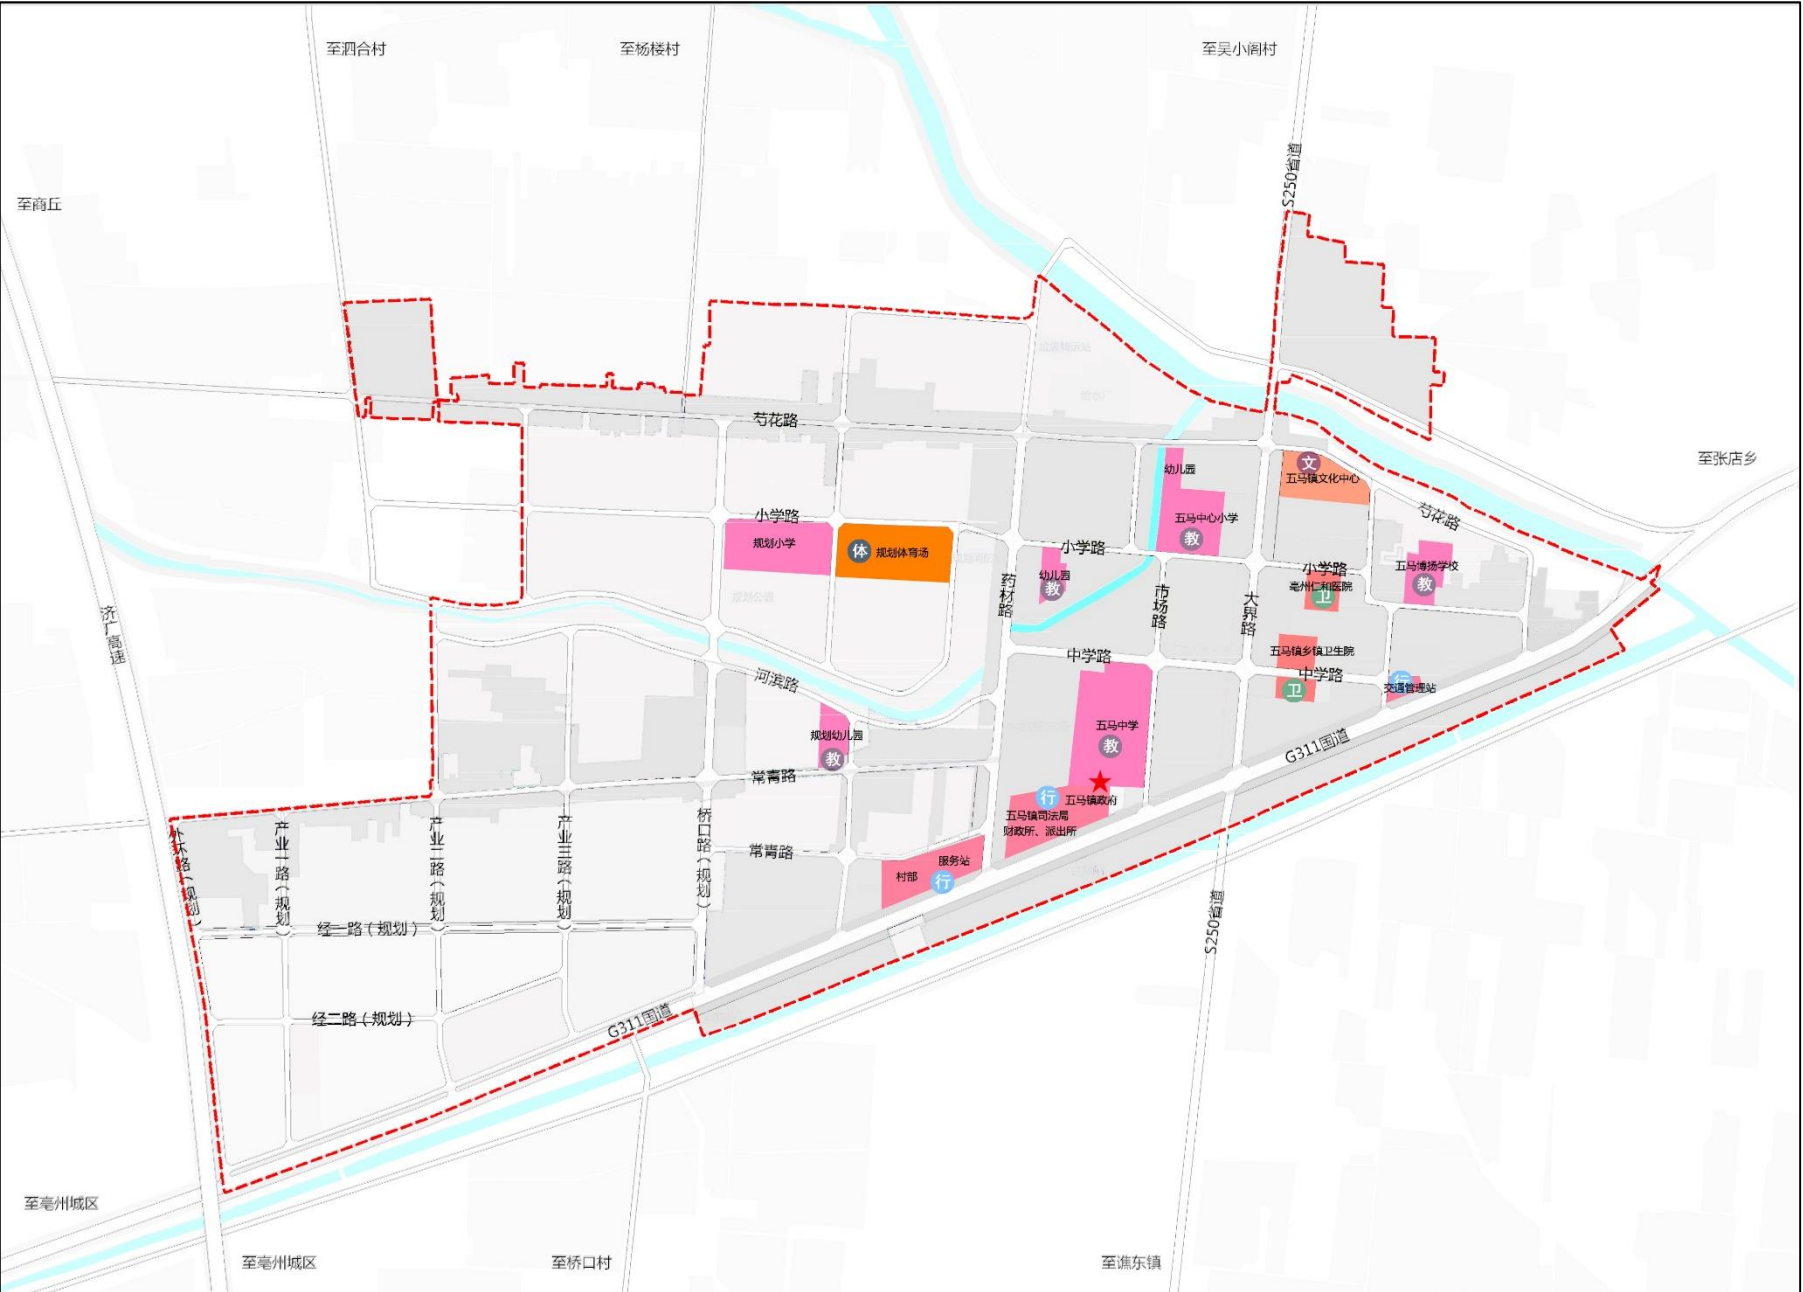 至泗合村
至杨楼村
至吴小阁村
S250省道
至商丘
芍花路
幼儿园
文
五马镇文化中心
至张店乡
芍花路
小学路
五马中心小学
教
规划小学
体
规划体育场
小学路
小学路
五马博扬学校
教
幼儿园
教
亳州仁和医院
卫
药材路
市场路
大界路
济广高速
规划公园
中学路
五马镇乡镇卫生院
中学路
卫
行
交通管理站
河滨路
规划幼儿园
教
五马中学
教
G311国道
常青路
行
五马镇政府
五马镇司法局
财政所、派出所
外环路（规划）
产业一路（规划）
产业二路（规划）
产业三路（规划）
桥口路（规划）
常青路
服务站
村部
行
经一路（规划）
S250省道
经二路（规划）
G311国道
至亳州城区
至亳州城区
至桥口村
至谯东镇